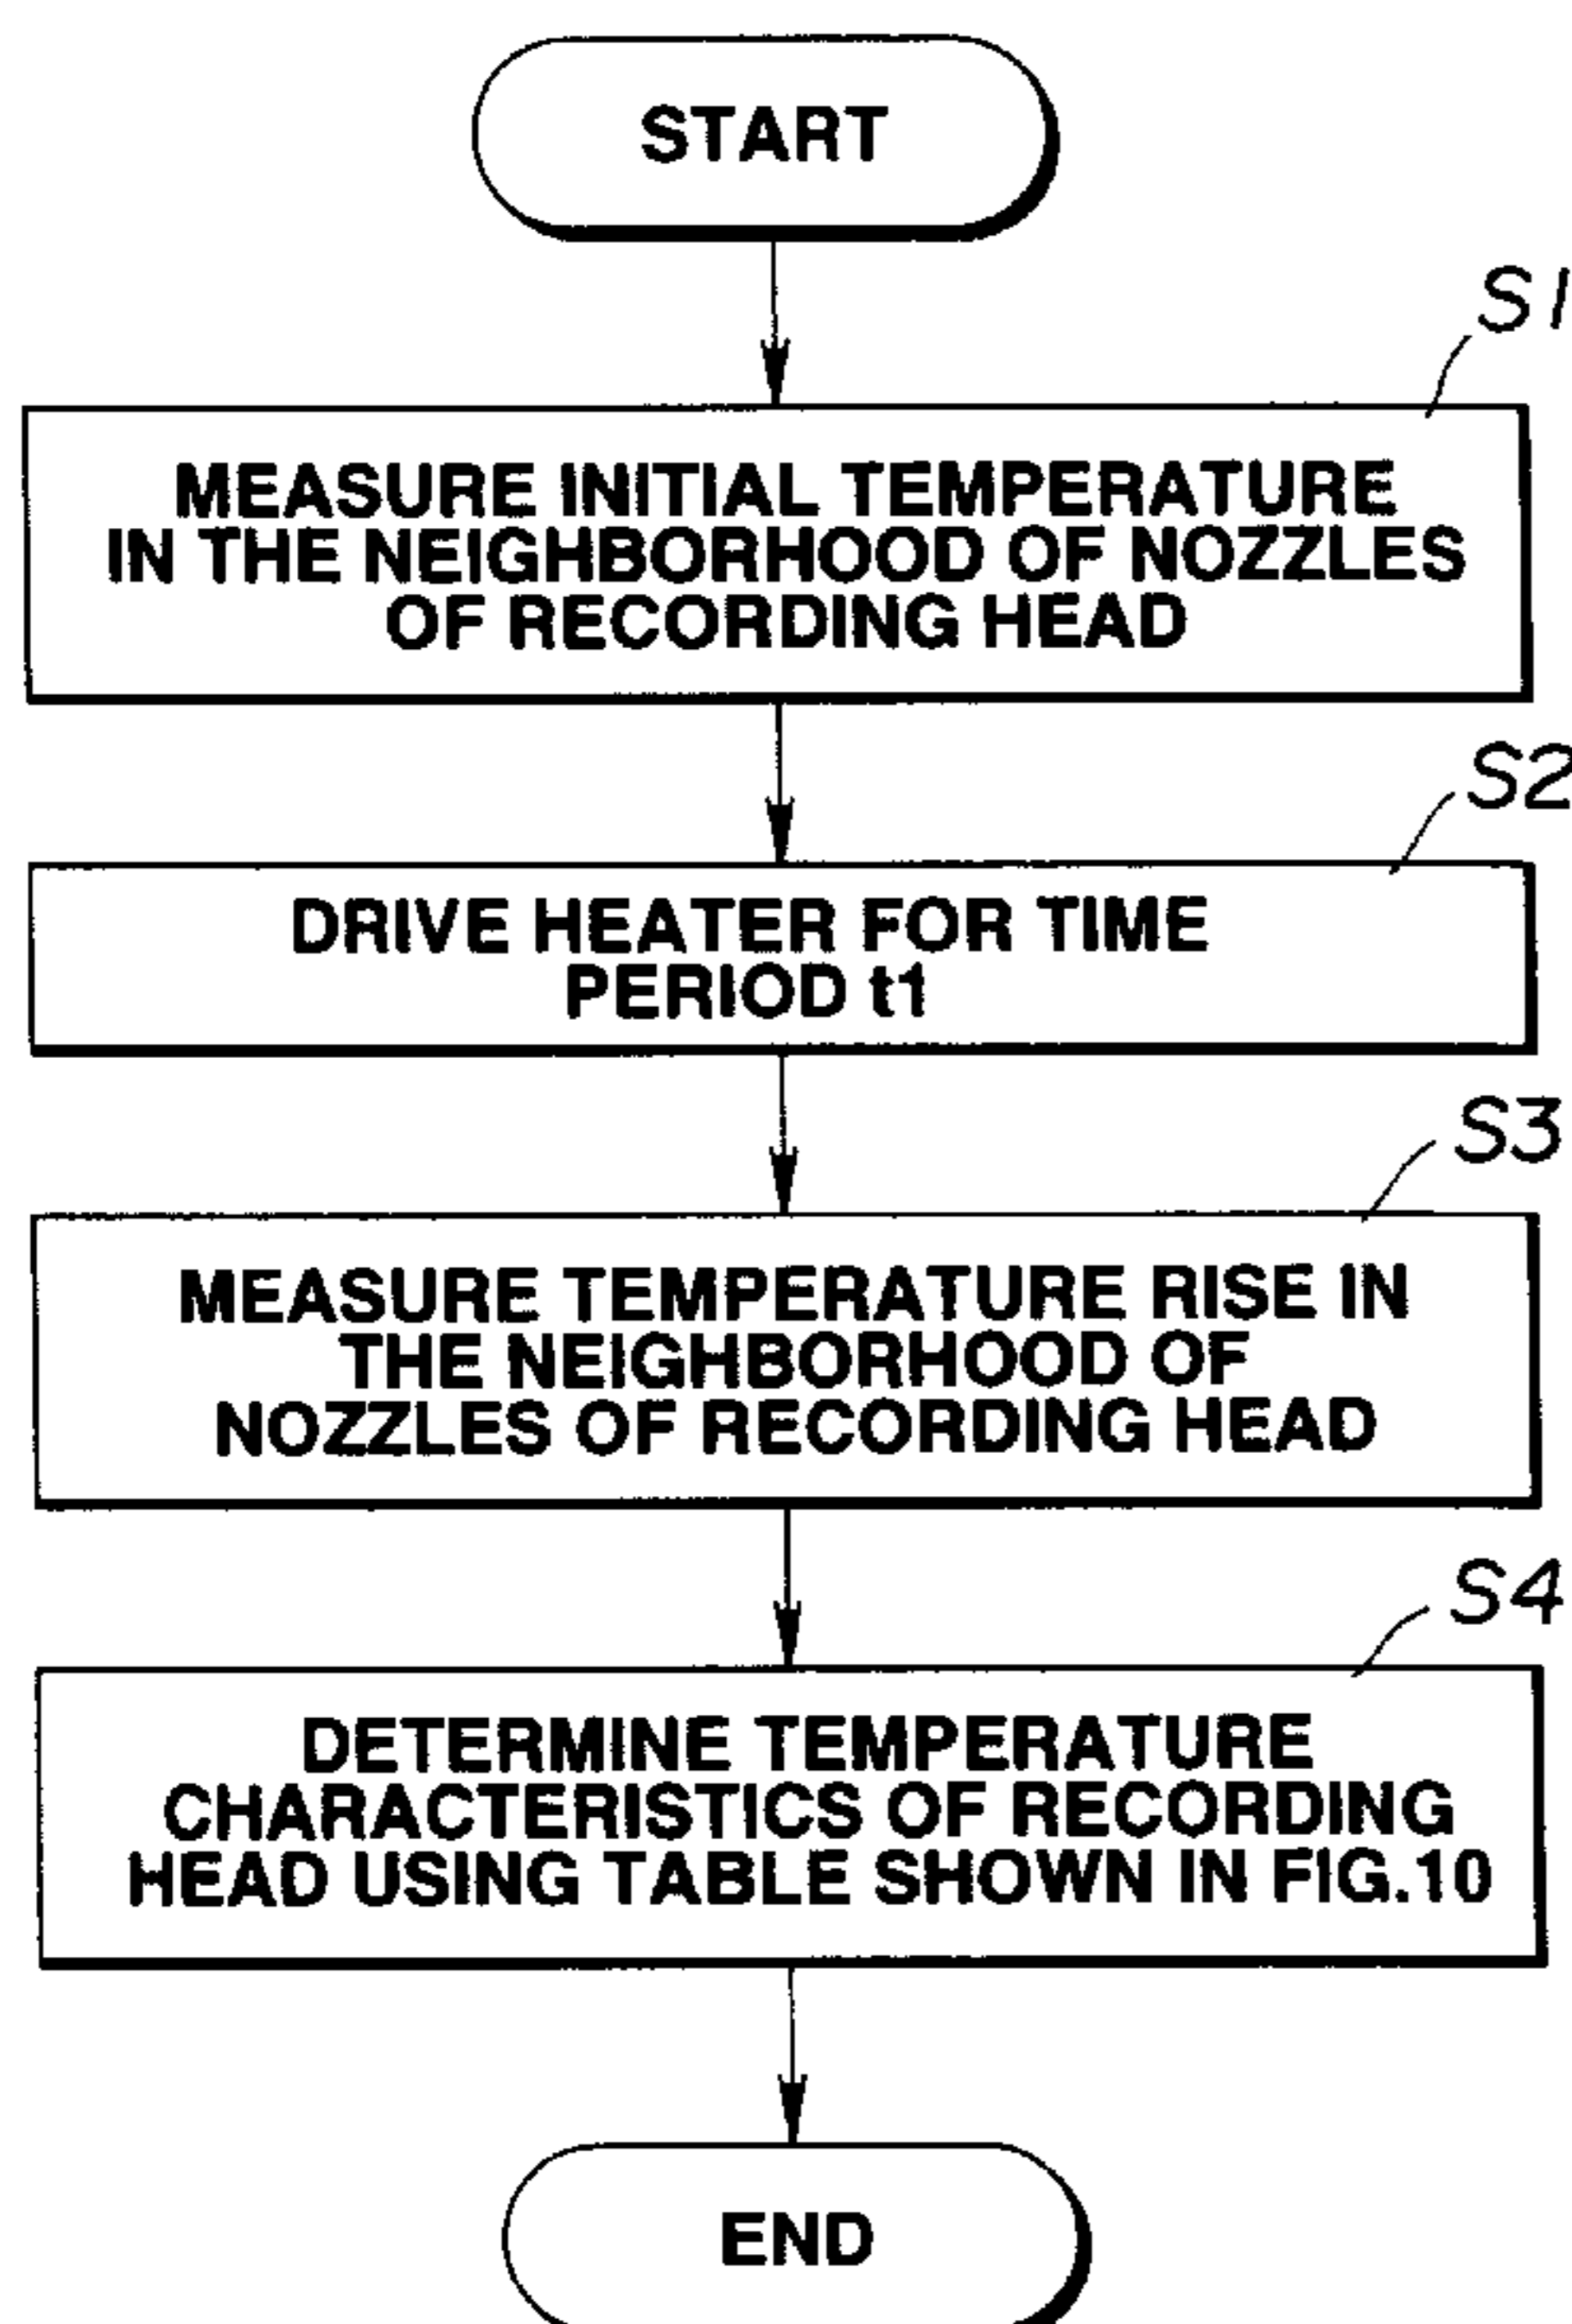 START
S1
MEASURE INITIAL TEMPERATURE
IN THE NEIGHBORHOOD OF NOZZLES
OF RECORDING HEAD
S2
DRIVE HEATER FOR TIME
PERIOD t1
S3
MEASURE TEMPERATURE RISE IN
THE NEIGHBORHOOD OF
NOZZLES OF RECORDING HEAD
S4
DETERMINE TEMPERATURE
CHARACTERISTICS OF RECORDING
HEAD USING TABLE SHOWN IN FIG.10
END